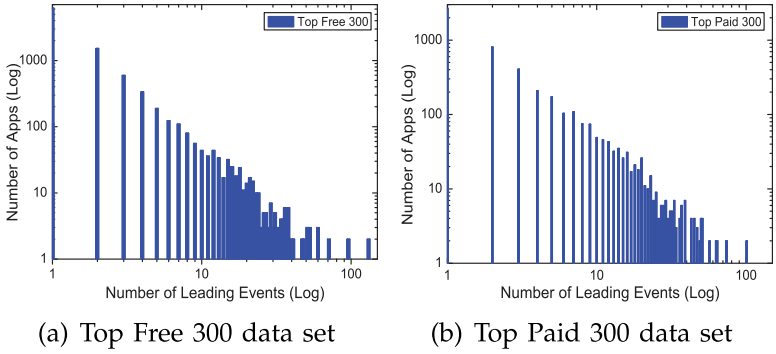 Top Free 300
1000
100
10
1
1
10
100
Number of Apps (Log)
Number of Leading Events (Log)
(a) Top Free 300 data set
Top Paid 300
1000
100
10
1
1
10
100
Number of Apps (Log)
Number of Leading Events (Log)
(b) Top Paid 300 data set